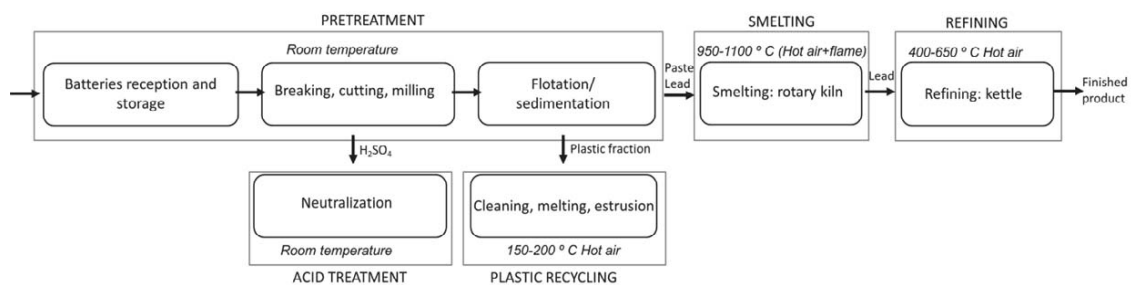 PRETREATMENT
Room temperature
Batteries reception and
storage
Breaking, cutting, milling
Flotation/
sedimentation
Paste
Lead
SMELTING
950-1100 º C (Hot air+flame)
Smelting: rotary kiln
Lead
REFINING
400-650 º C Hot air
Refining: kettle
Finished
product
H₂SO₄
Neutralization
Room temperature
ACID TREATMENT
Plastic fraction
Cleaning, melting, estrusion
150-200 º C Hot air
PLASTIC RECYCLING